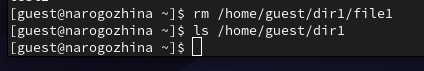 [guest@narogozhina ~]$ rm /home/guest/dir1/file1
[guest@narogozhina ~]$ ls /home/guest/dir1
[guest@narogozhina ~]$